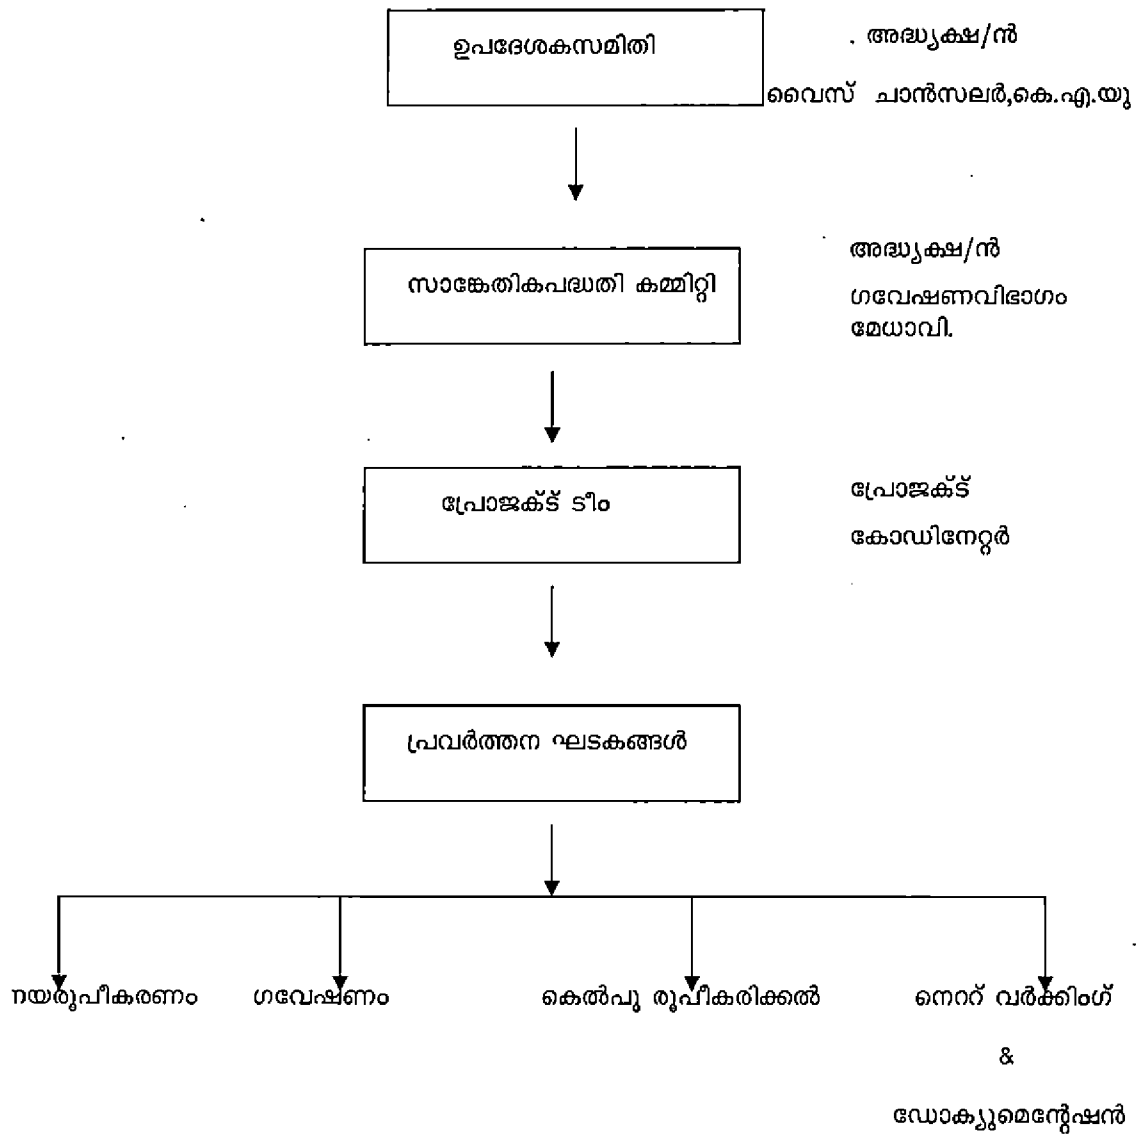 ഉപദേശകസമിതി
. അദ്ധ്യക്ഷ/ൻ
വൈസ് ചാൻസലർ,കെ.എ.യു
സാങ്കേതികപദ്ധതി കമ്മിറ്റി
അദ്ധ്യക്ഷ/ൻ
ഗവേഷണവിഭാഗം
മേധാവി.
പ്രോജക്ട് ടീം
പ്രോജക്ട്
കോഡിനേറ്റർ
പ്രവർത്തന ഘടകങ്ങൾ
നയരൂപീകരണം ഗവേഷണം കെൽപു രൂപീകരിക്കൽ നെററ് വർക്കിംഗ്
&
ഡോക്യുമെന്റേഷൻ